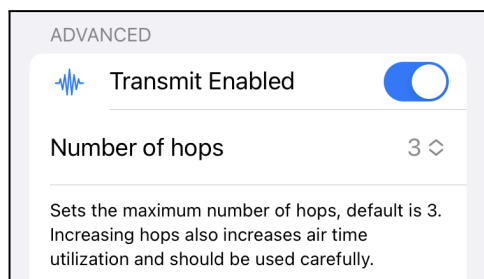 ADVANCED
Transmit Enabled
Number of hops 3
Sets the maximum number of hops, default is 3.
Increasing hops also increases air time
utilization and should be used carefully.